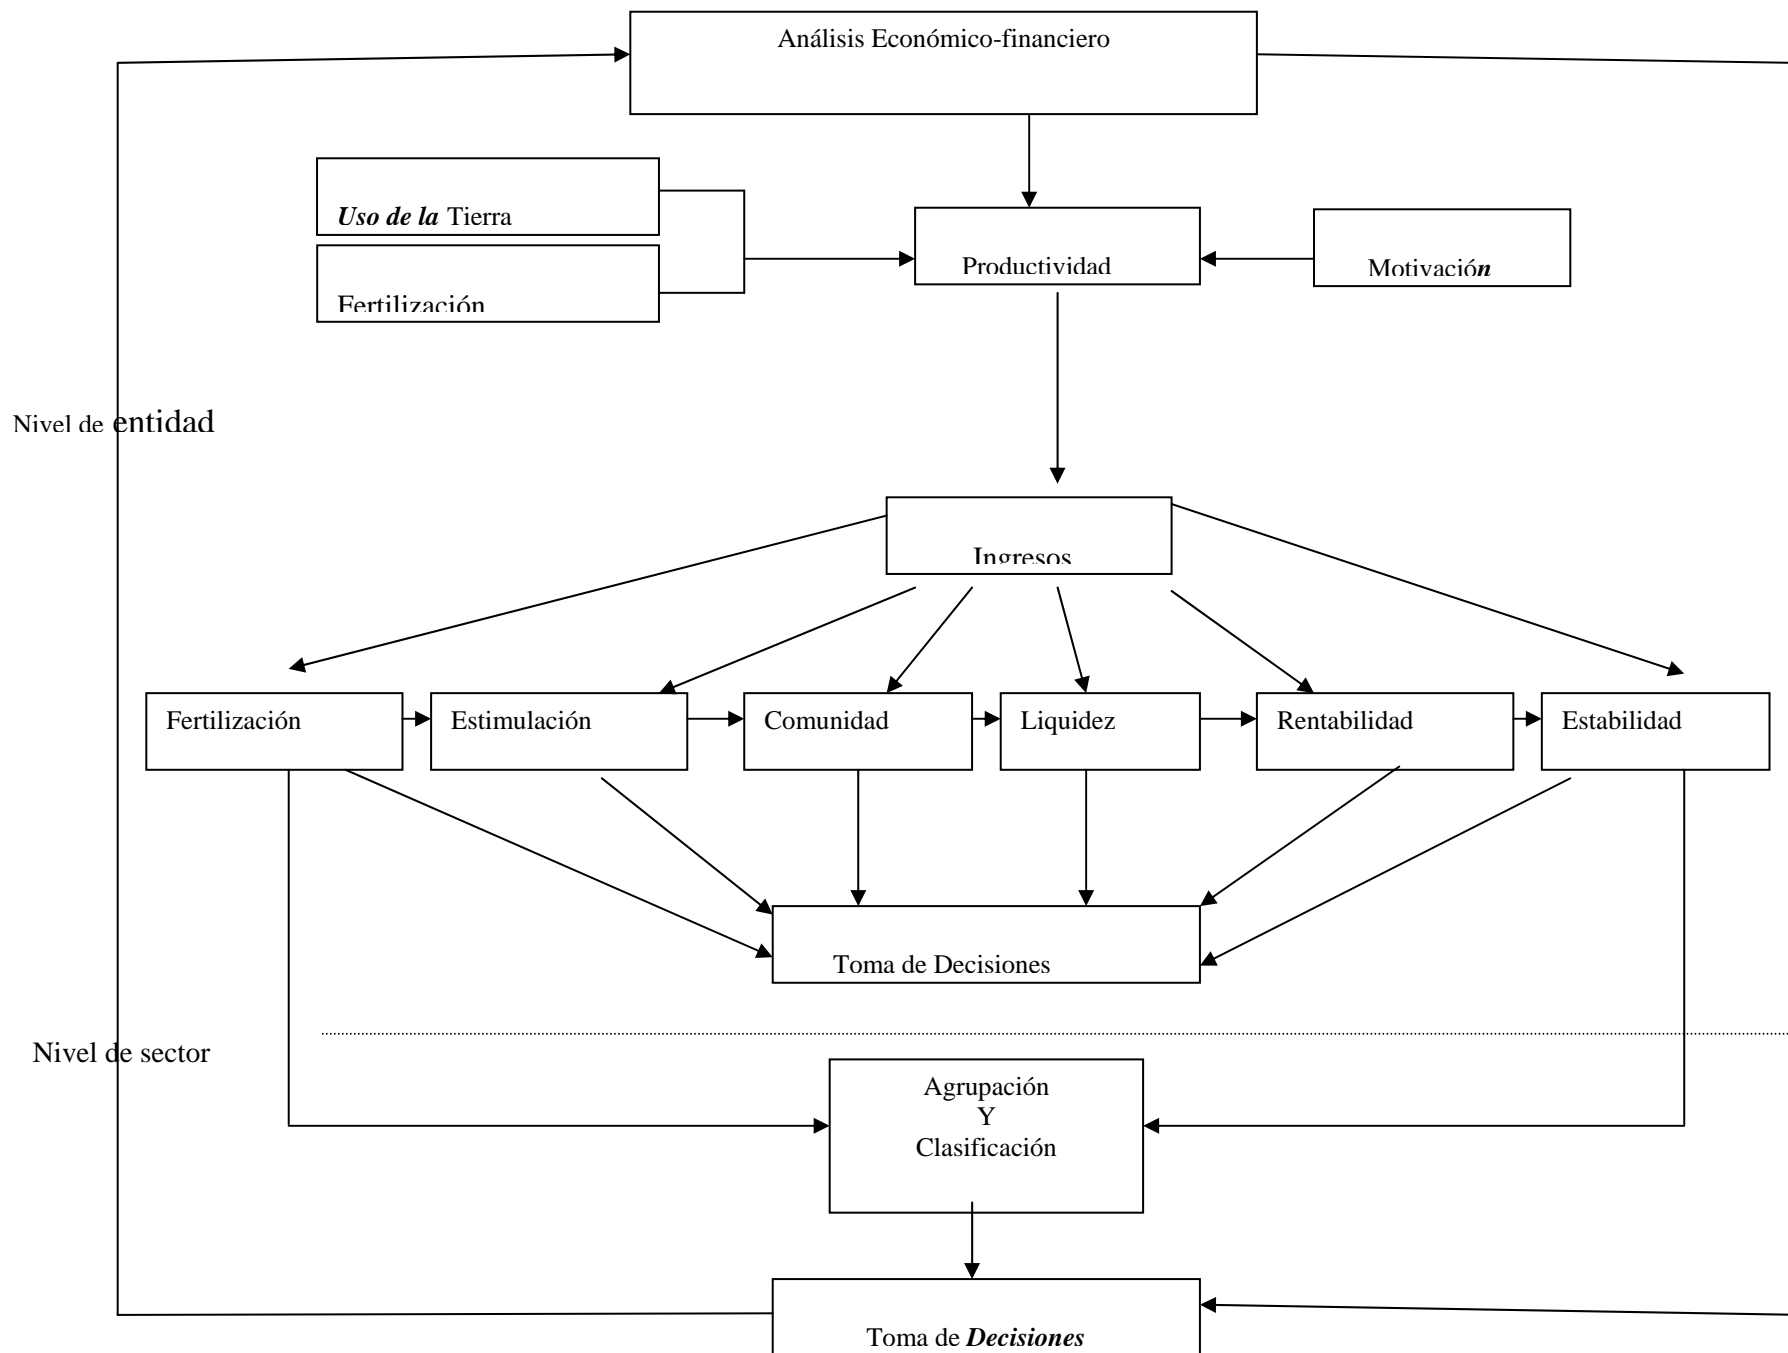 Análisis Económico-financiero
Uso de la Tierra
Productividad
Motivación
Fertilización
Nivel de entidad
Ingresos
Fertilización
Estimulación
Comunidad
Liquidez
Rentabilidad
Estabilidad
Toma de Decisiones
Nivel de sector
Agrupación
Y
Clasificación
Toma de Decisiones